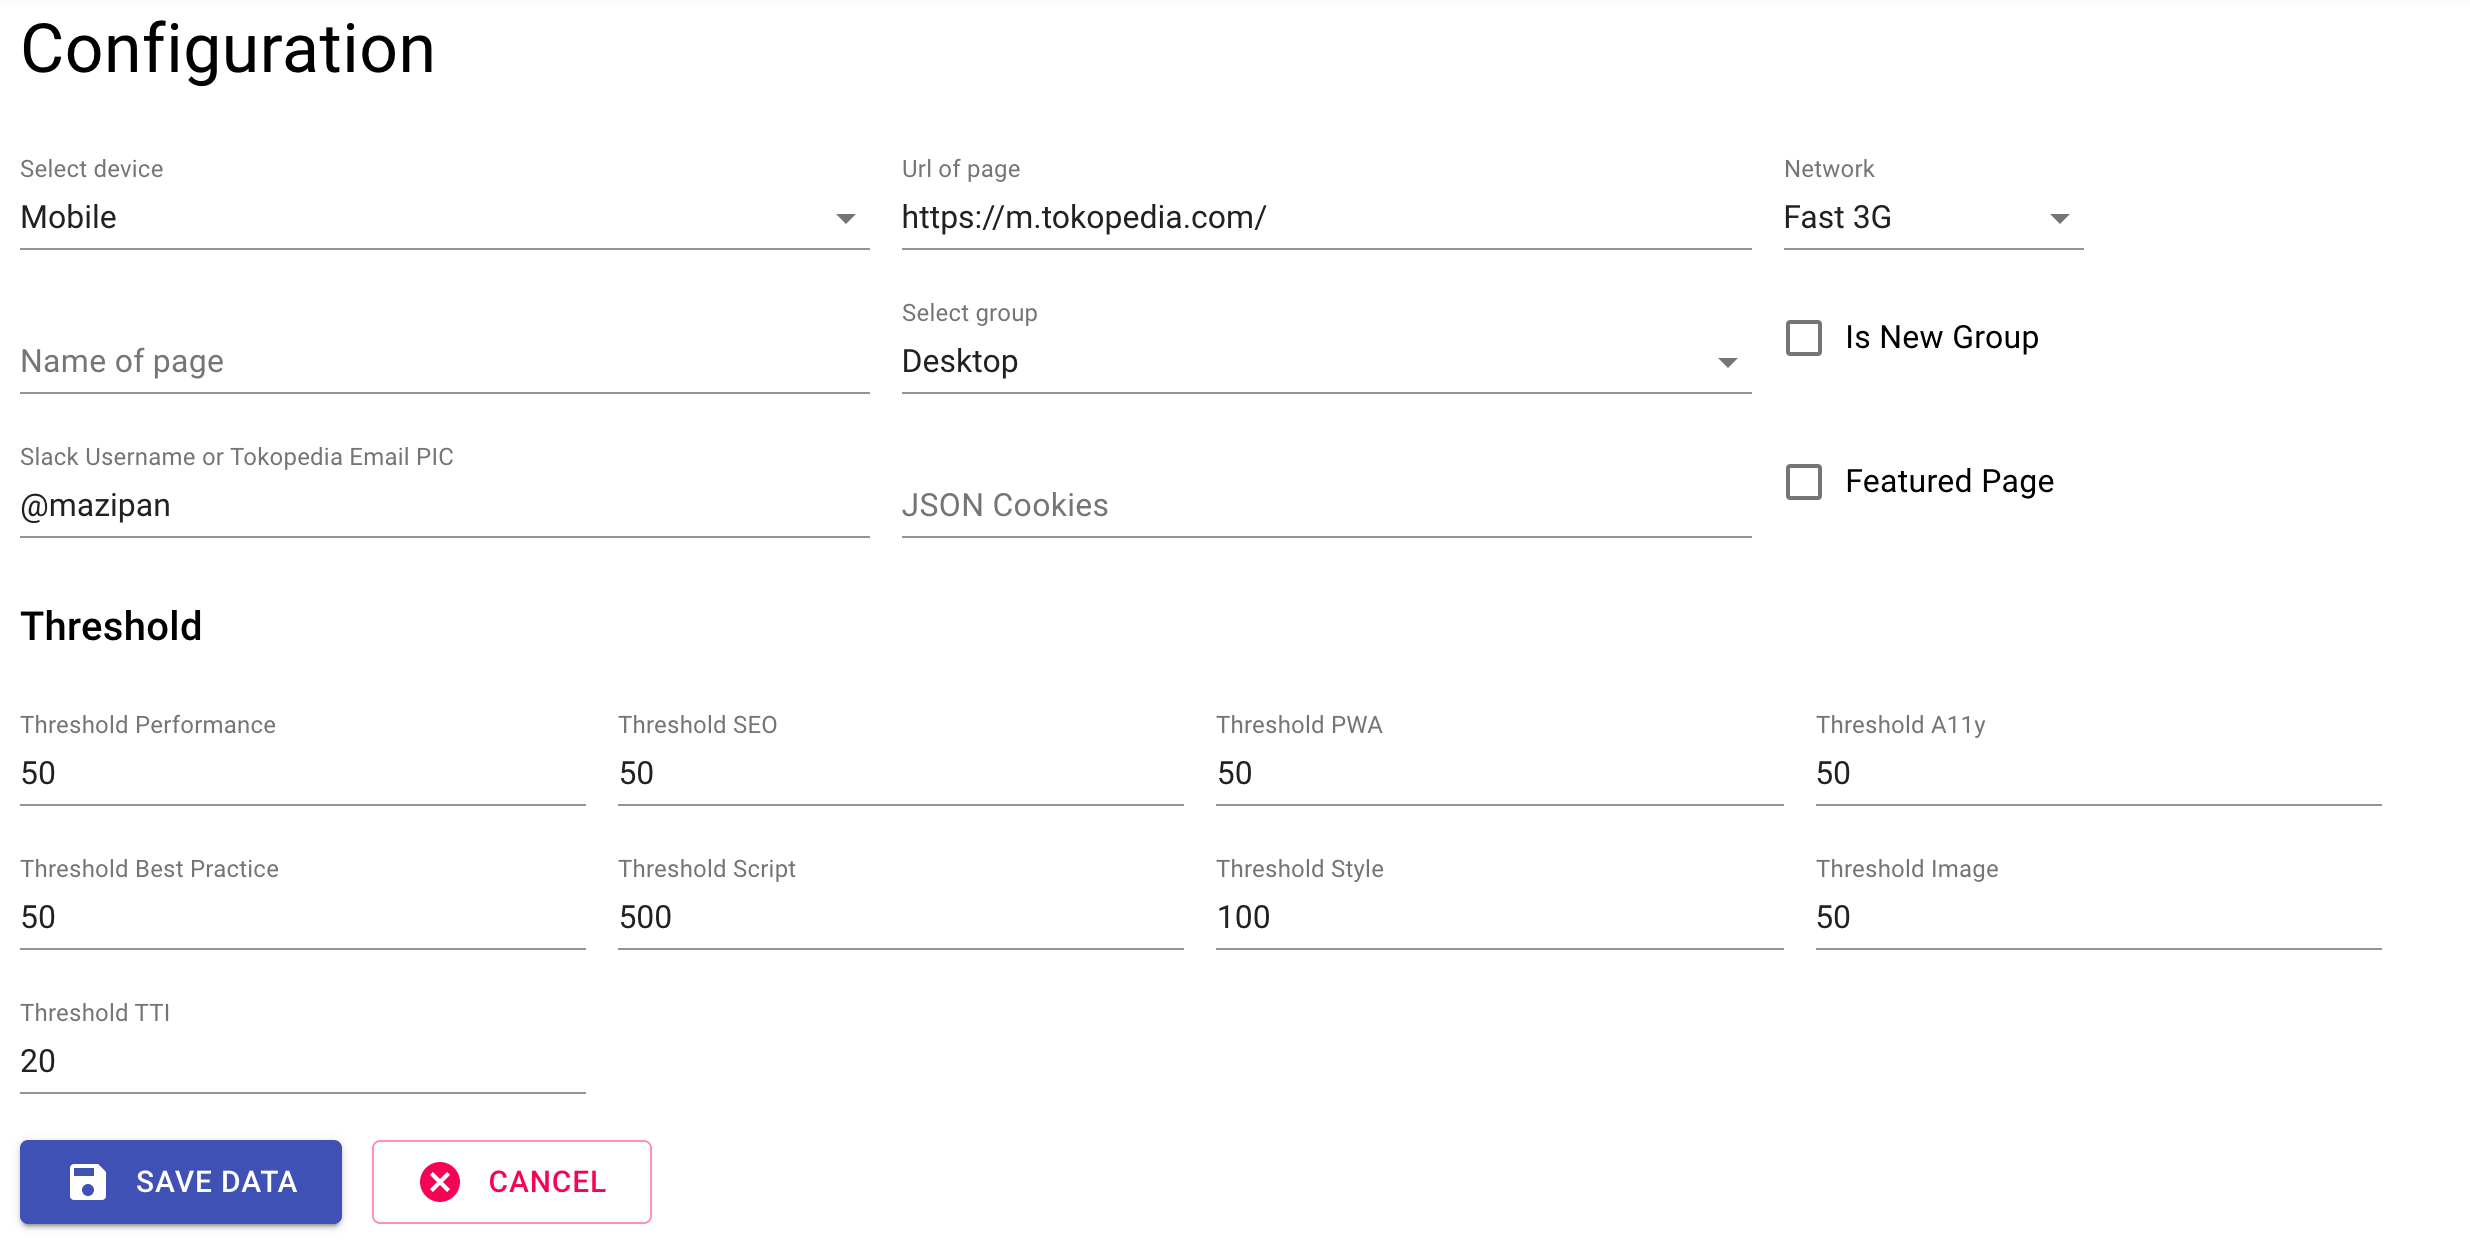 Configuration
Select device
Url of page
Network
Mobile
https://m.tokopedia.com/
Fast 3G
Select group
Name of page
Desktop
Is New Group
Slack Username or Tokopedia Email PIC
@mazipan
JSON Cookies
Featured Page
Threshold
Threshold Performance
Threshold SEO
Threshold PWA
Threshold A11y
50
50
50
50
Threshold Best Practice
Threshold Script
Threshold Style
Threshold Image
50
500
100
50
Threshold TTI
20
SAVE DATA
CANCEL